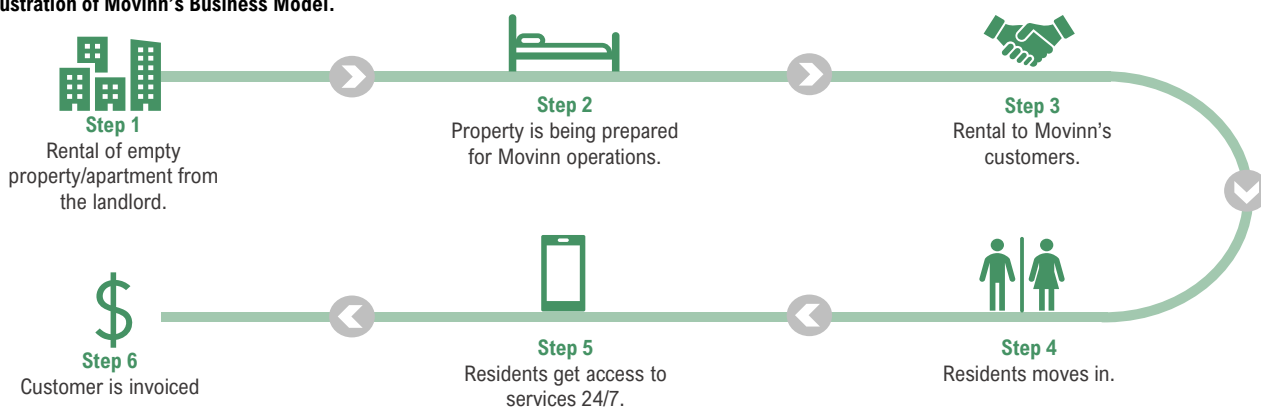 ustration of Movinn's Business Model.
Step 1
Rental of empty
property/apartment from
the landlord.
Step 2
Property is being prepared
for Movinn operations.
Step 3
Rental to Movinn's
customers.
Step 4
Residents moves in.
Step 5
Residents get access to
services 24/7.
Step 6
Customer is invoiced